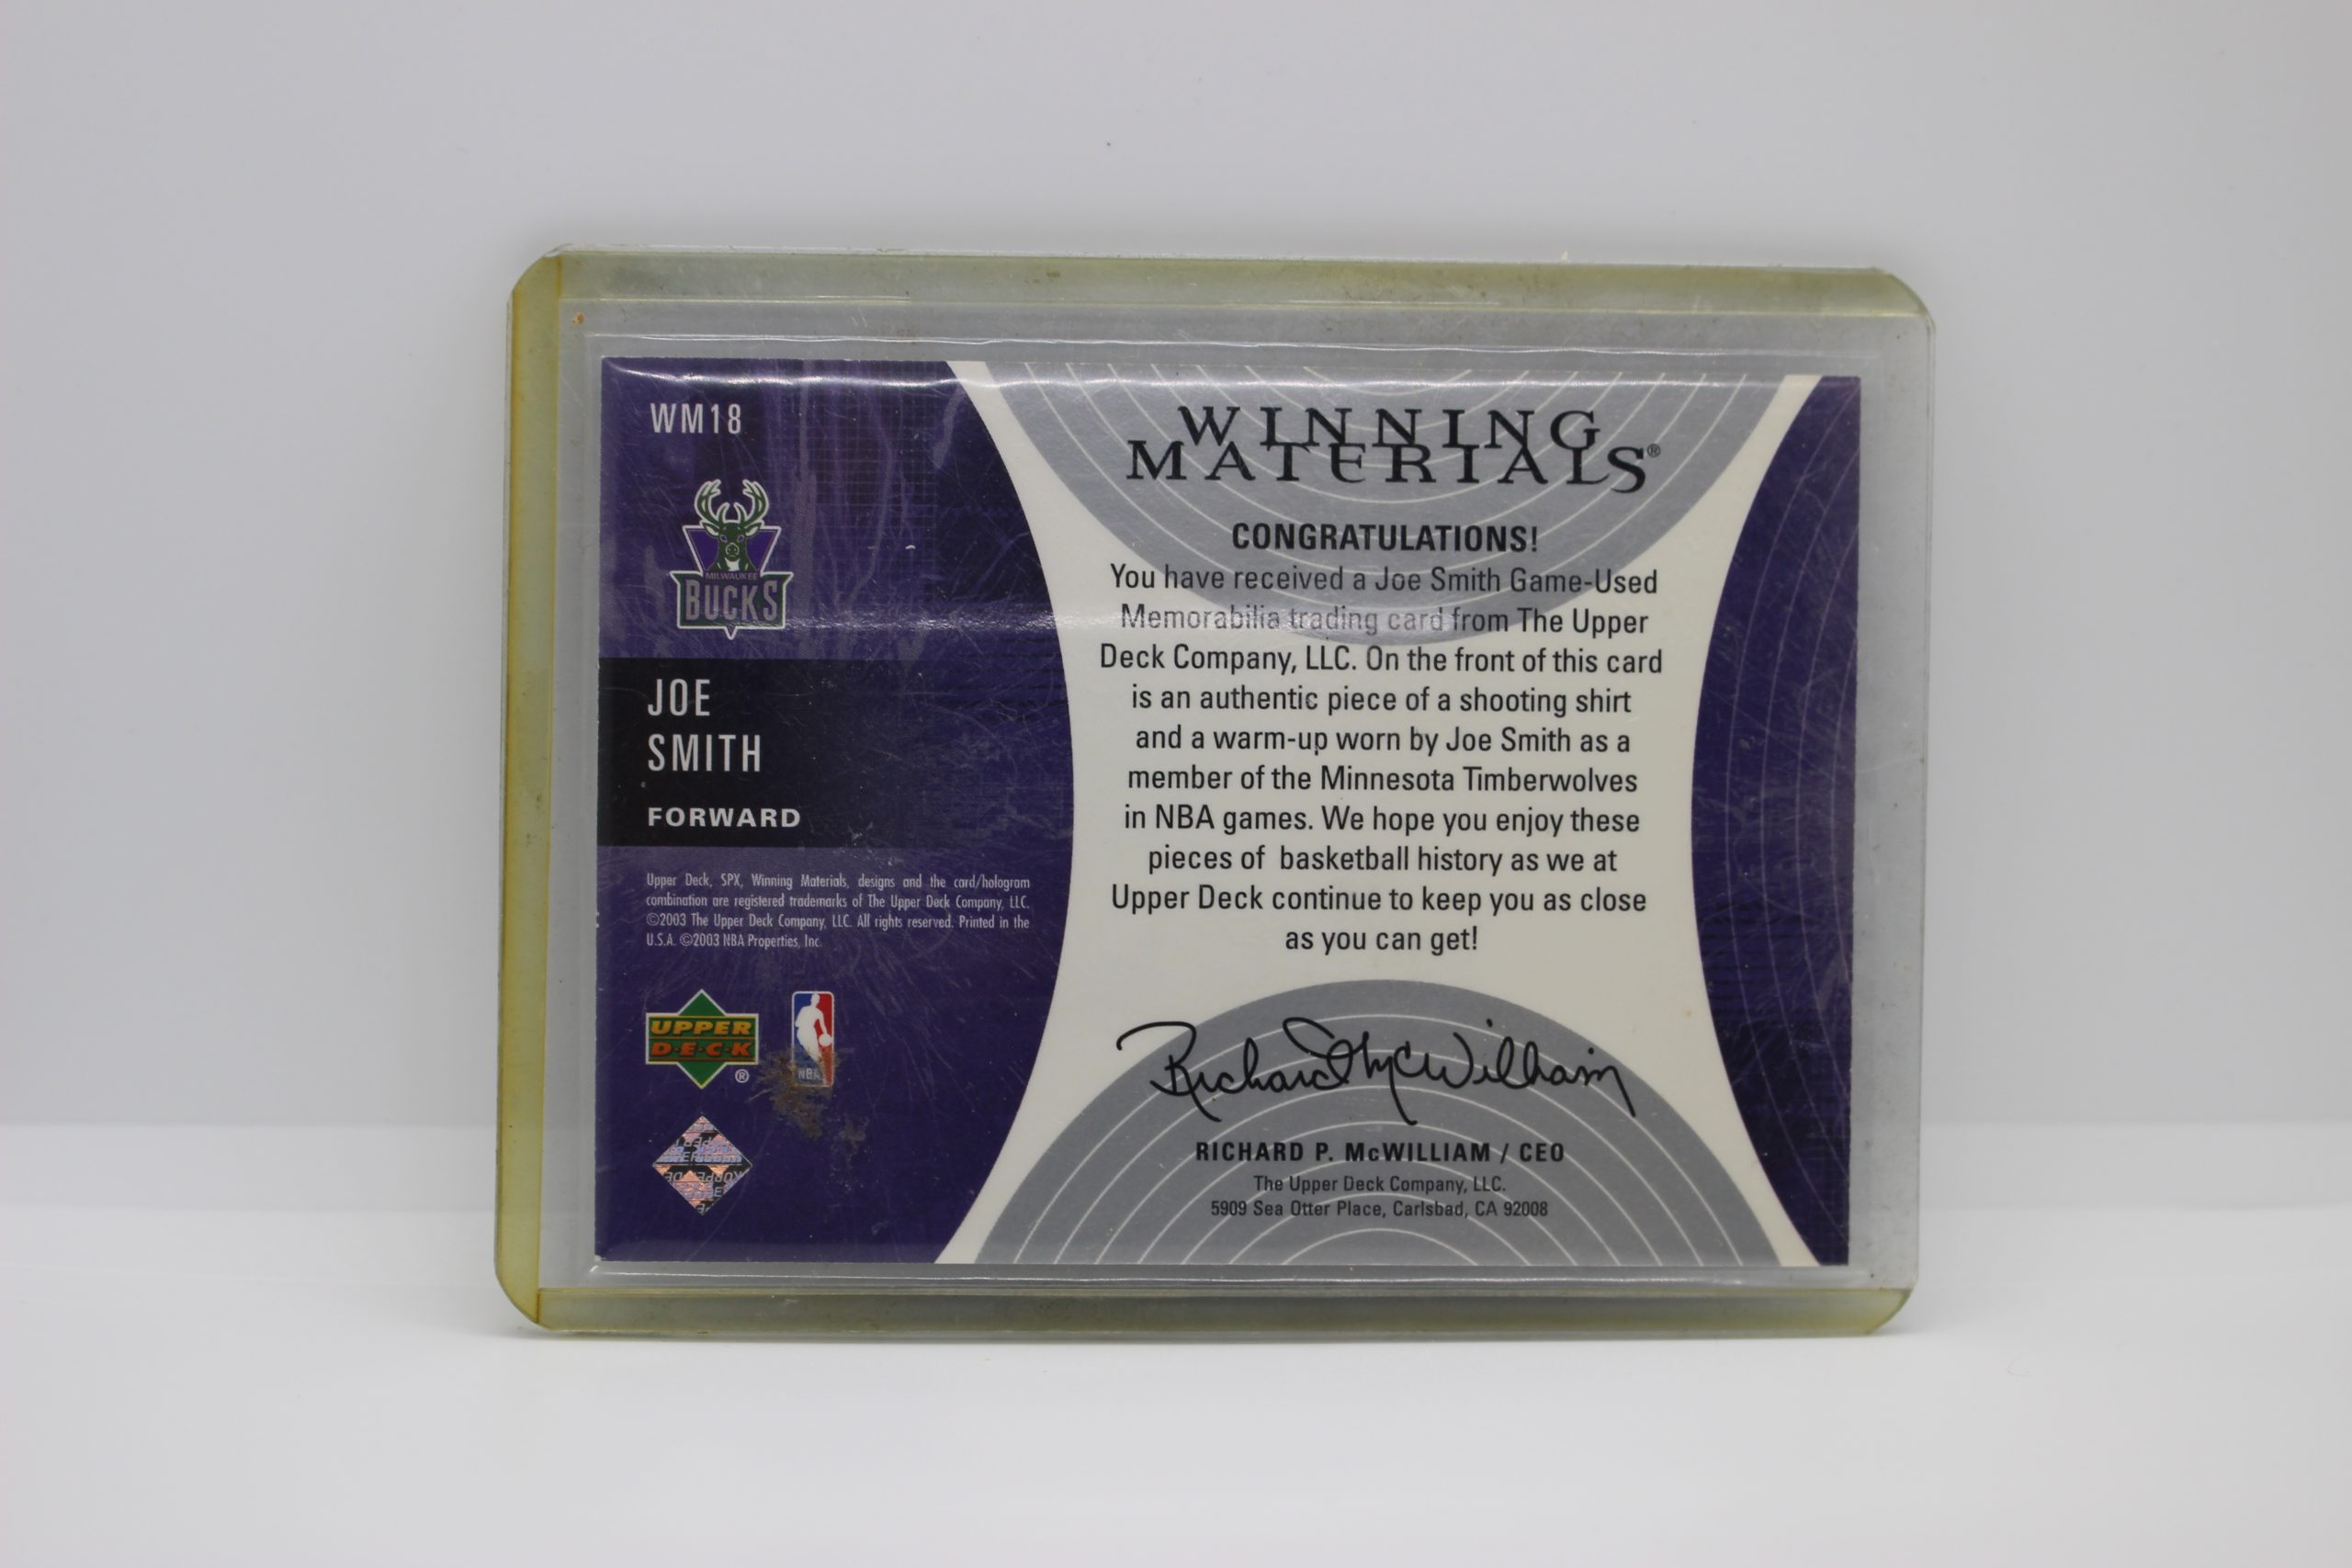 WM18
MILWAUKEE
BUCKS
JOE
SMITH
FORWARD
Upper Deck, SPX, Winning Materials, designs and the card/hologram
combination are registered trademarks of The Upper Deck Company, LLC.
©2003 The Upper Deck Company, LLC. All rights reserved. Printed in the
U.S.A. ©2003 NBA Properties, Inc.
UPPER
D·E·C·K
®
NBA
WINNING
MATERIALS®
CONGRATULATIONS!
You have received a Joe Smith Game-Used
Memorabilia trading card from The Upper
Deck Company, LLC. On the front of this card
is an authentic piece of a shooting shirt
and a warm-up worn by Joe Smith as a
member of the Minnesota Timberwolves
in NBA games. We hope you enjoy these
pieces of basketball history as we at
Upper Deck continue to keep you as close
as you can get!
Richard P. McWilliam
RICHARD P. McWILLIAM / CEO
The Upper Deck Company, LLC.
5909 Sea Otter Place, Carlsbad, CA 92008